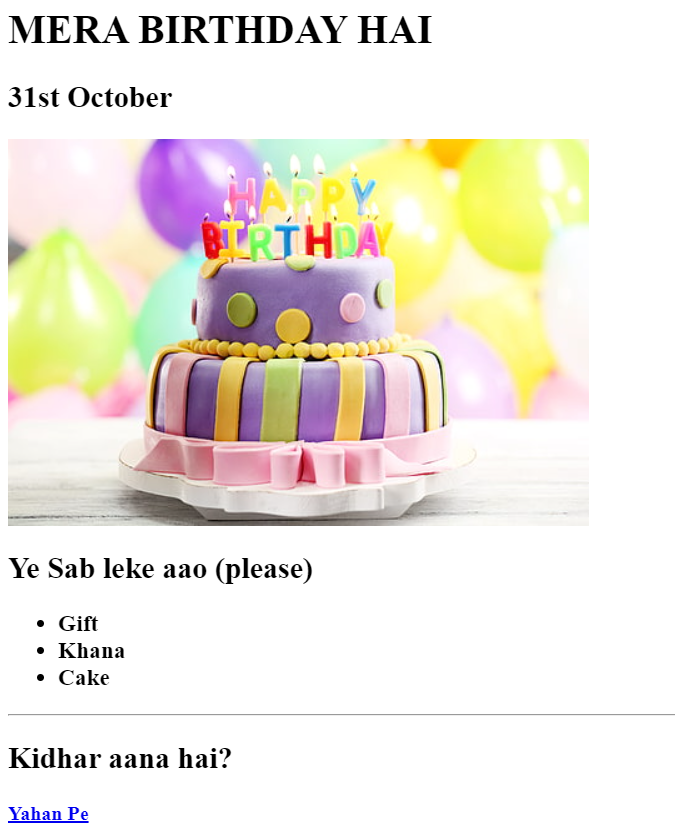 MERA BIRTHDAY HAI
31st October
HAPPY
BIRTHDAY
Ye Sab leke aao (please)
Gift
Khana
Cake
Kidhar aana hai?
Yahan Pe